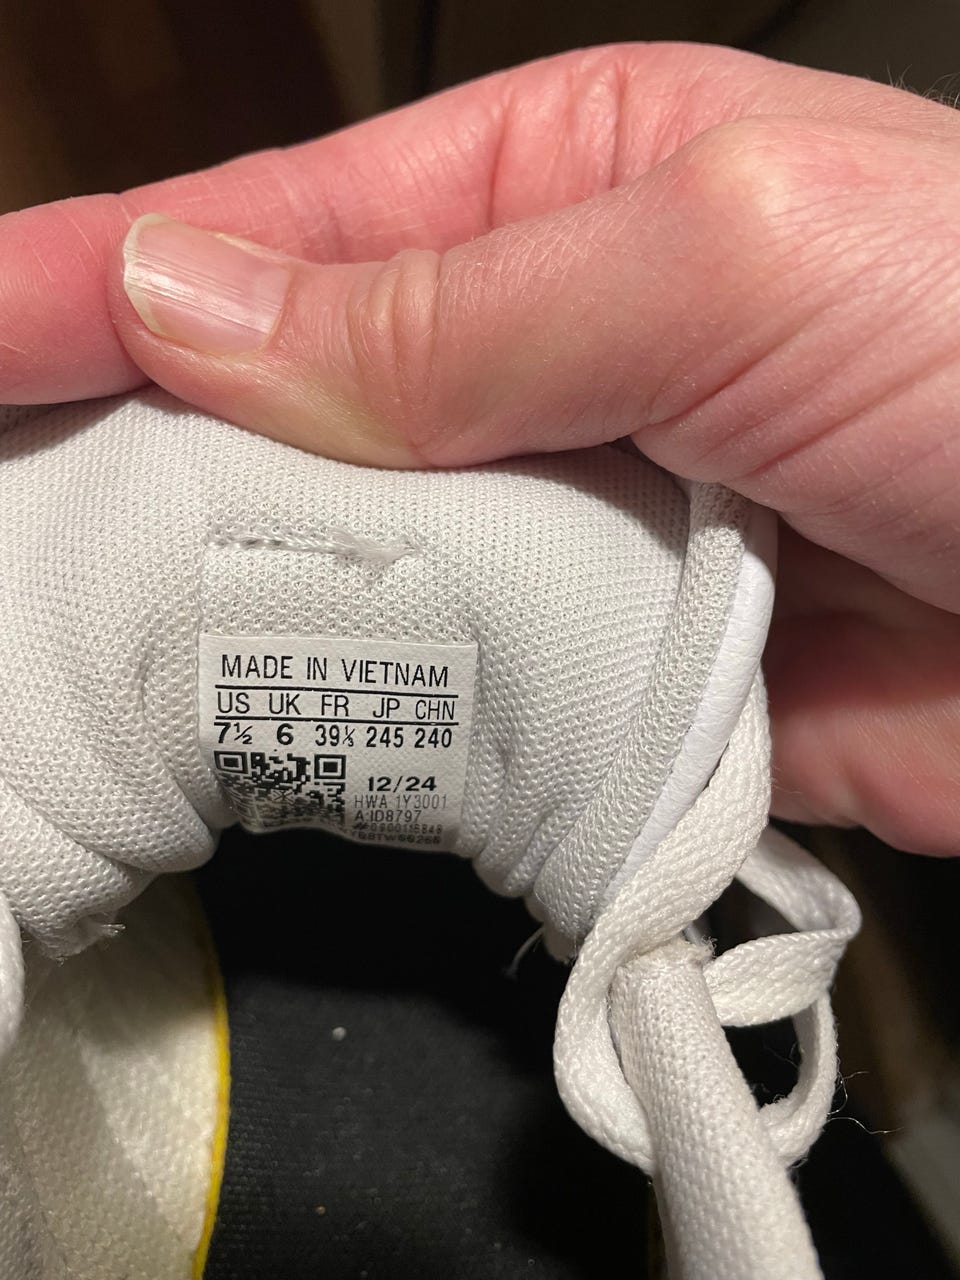 MADE IN VIETNAM
US UK FR JP CHN
7½ 6 39⅓ 245 240
12/24
HWA 1Y3001
A:ID8797